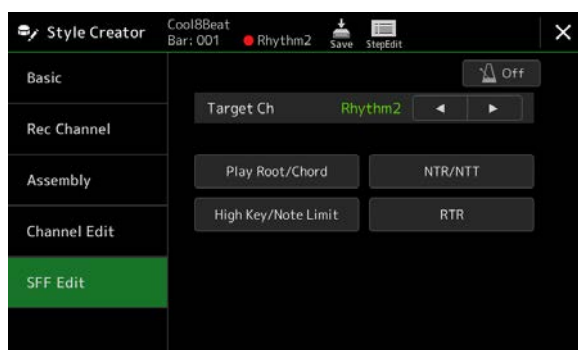 Style Creator
Cool8Beat
Bar: 001 Rhythm2
Save StepEdit
Basic
Off
Target Ch Rhythm2
Rec Channel
Assembly
Play Root/Chord NTR/NTT
High Key/Note Limit RTR
Channel Edit
SFF Edit